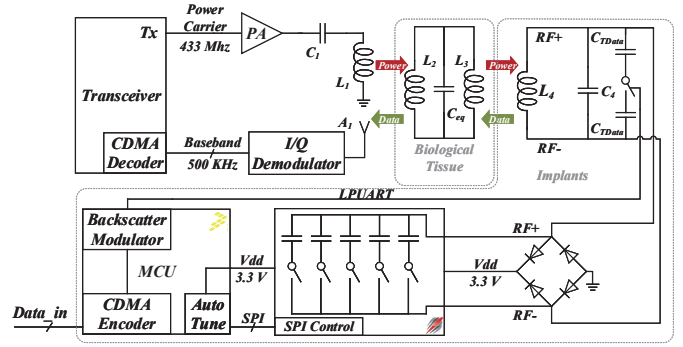 Power
Carrier
433 Mhz
Tx
PA
C1
L1
Transceiver
CDMA
Decoder
Baseband
500 KHz
I/Q
Demodulator
A1
Power
Data
L2
L3
Ceq
Biological
Tissue
Power
Data
RF+
CTData
L4
C4
CTData
RF-
Implants
LPUART
Backscatter
Modulator
MCU
CDMA
Encoder
Auto
Tune
Data_in
Vdd
3.3 V
SPI
SPI Control
RF+
Vdd
3.3 V
RF-